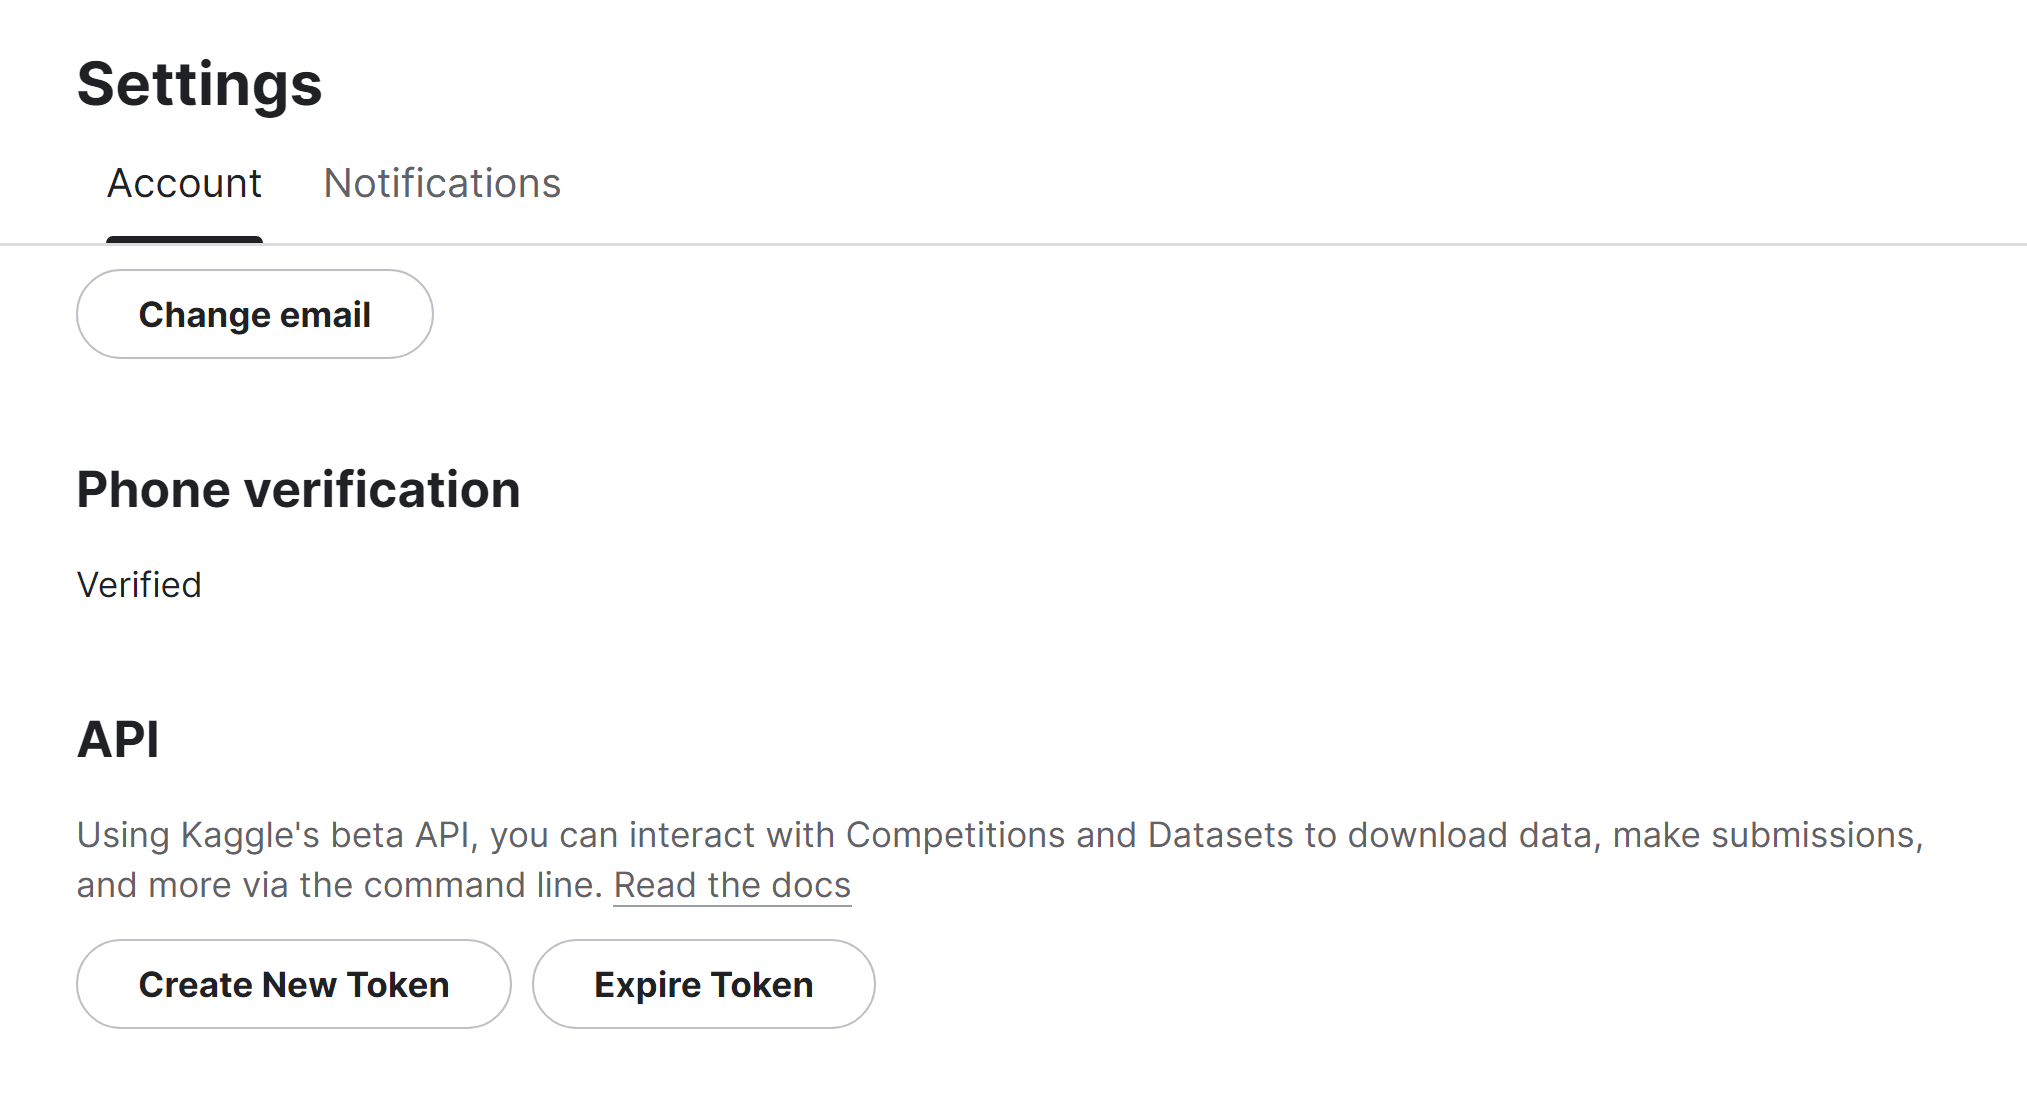 Settings
Account Notifications
Change email
Phone verification
Verified
API
Using Kaggle's beta API, you can interact with Competitions and Datasets to download data, make submissions,
and more via the command line. Read the docs
Create New Token Expire Token